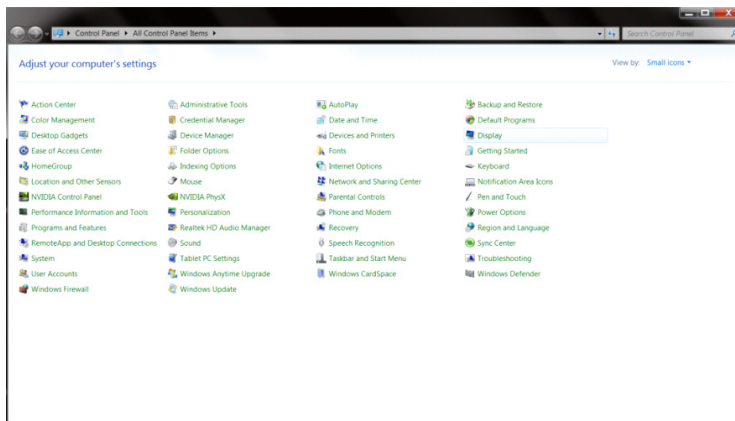 Control Panel ▸ All Control Panel Items ▸ Search Control Panel
Adjust your computer's settings View by: Small icons
Action Center Administrative Tools AutoPlay Backup and Restore
Color Management Credential Manager Date and Time Default Programs
Desktop Gadgets Device Manager Devices and Printers Display
Ease of Access Center Folder Options Fonts Getting Started
HomeGroup Indexing Options Internet Options Keyboard
Location and Other Sensors Mouse Network and Sharing Center Notification Area Icons
NVIDIA Control Panel NVIDIA PhysX Parental Controls Pen and Touch
Performance Information and Tools Personalization Phone and Modem Power Options
Programs and Features Realtek HD Audio Manager Recovery Region and Language
RemoteApp and Desktop Connections Sound Speech Recognition Sync Center
System Tablet PC Settings Taskbar and Start Menu Troubleshooting
User Accounts Windows Anytime Upgrade Windows CardSpace Windows Defender
Windows Firewall Windows Update